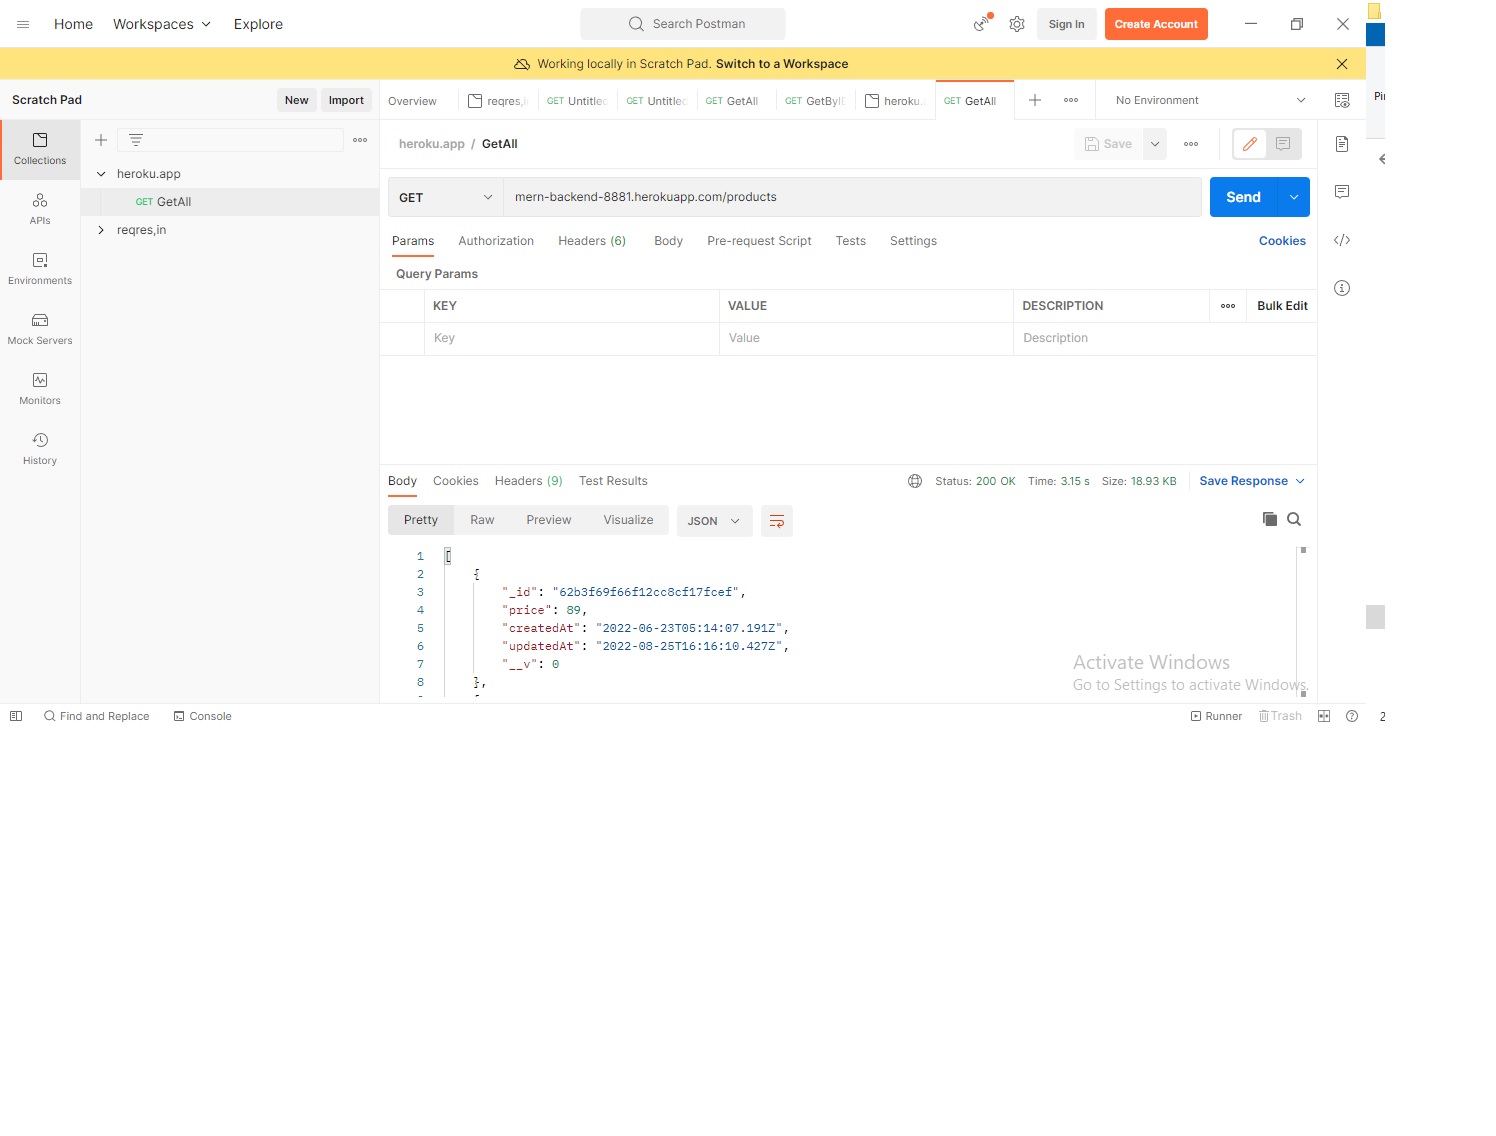 Home Workspaces Explore Search Postman Sign In Create Account
Working locally in Scratch Pad. Switch to a Workspace
Scratch Pad New Import Overview reqres,i GET Untitle GET Untitle GET GetAll GET GetByI heroku. GET GetAll No Environment
Collections
APIs
Environments
Mock Servers
Monitors
History
heroku.app
GET GetAll
reqres,in
heroku.app / GetAll Save
GET mern-backend-8881.herokuapp.com/products Send
Params Authorization Headers (6) Body Pre-request Script Tests Settings Cookies
Query Params
KEY VALUE DESCRIPTION Bulk Edit
Key Value Description
Body Cookies Headers (9) Test Results Status: 200 OK Time: 3.15 s Size: 18.93 KB Save Response
Pretty Raw Preview Visualize JSON
1 [
2 {
3 "_id": "62b3f69f66f12cc8cf17fcef",
4 "price": 89,
5 "createdAt": "2022-06-23T05:14:07.191Z",
6 "updatedAt": "2022-08-25T16:16:10.427Z",
7 "__v": 0
8 },
Activate Windows
Go to Settings to activate Windows.
Find and Replace Console Runner Trash